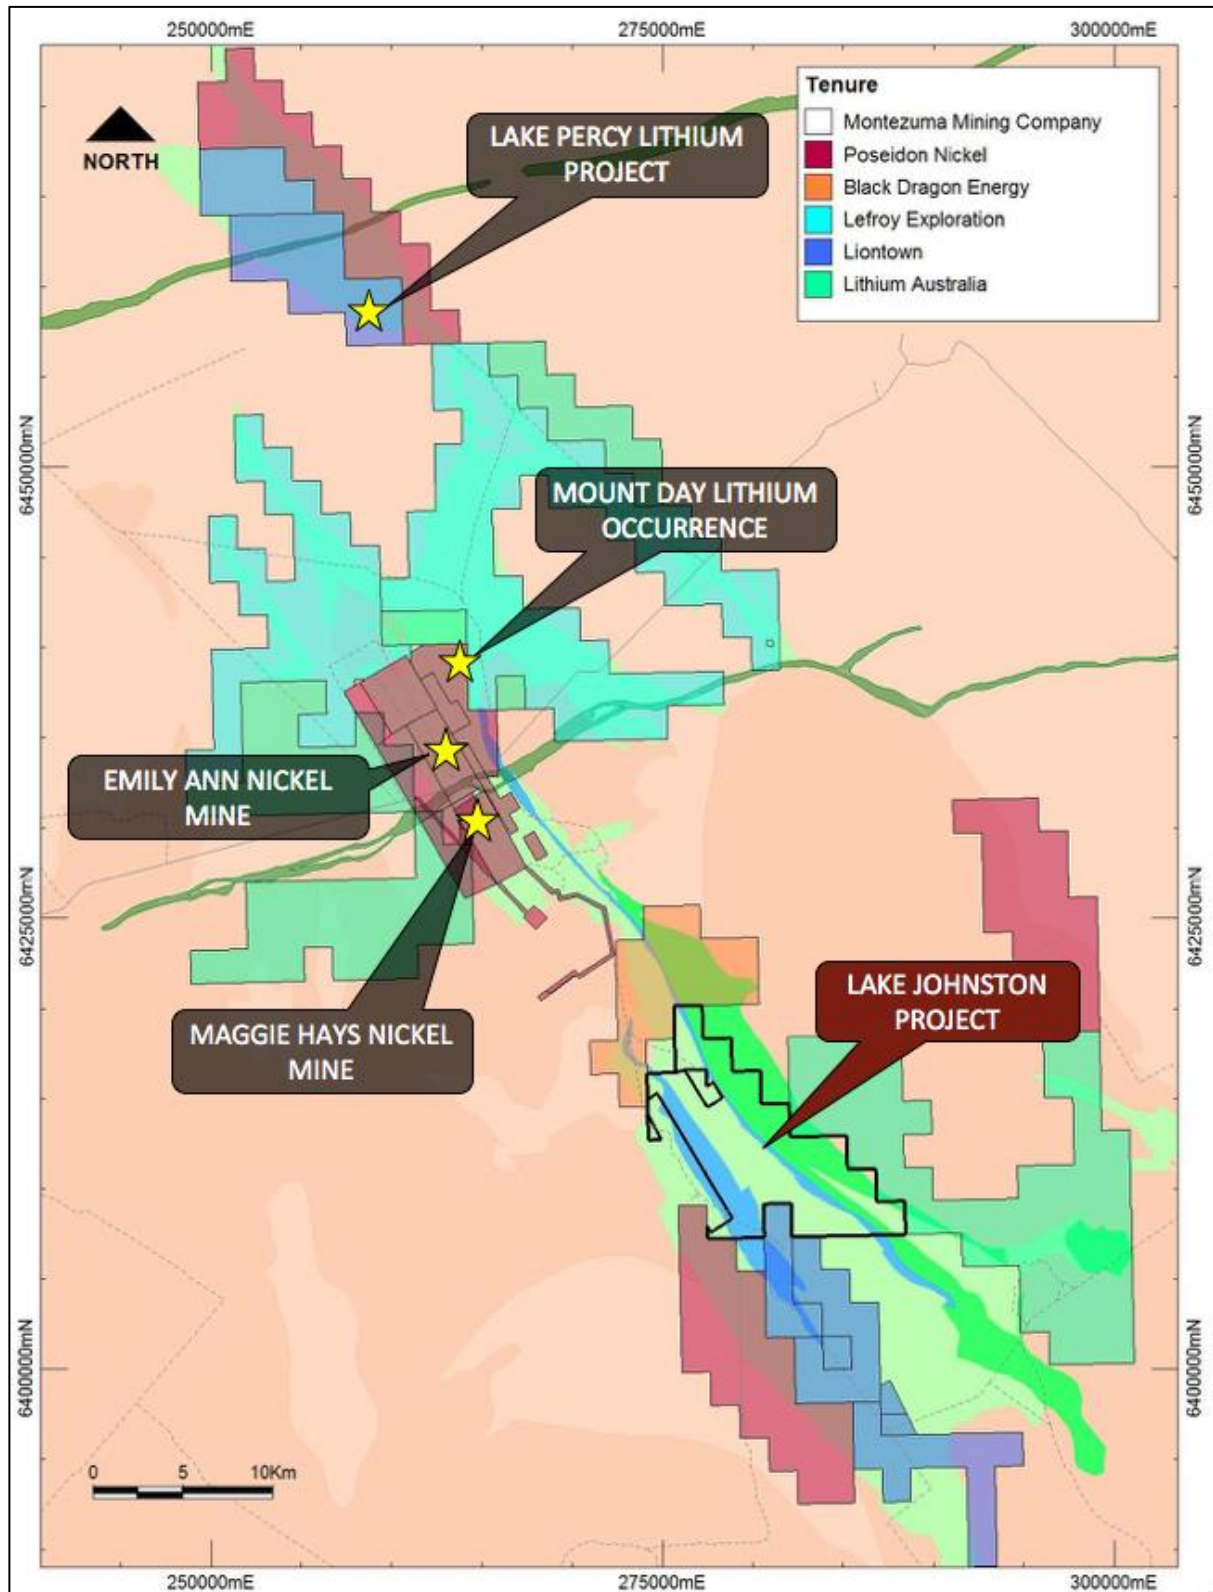 250000mE
275000mE
300000mE
Tenure
Montezuma Mining Company
Poseidon Nickel
Black Dragon Energy
Lefroy Exploration
Liontown
Lithium Australia
NORTH
LAKE PERCY LITHIUM
PROJECT
6450000mN
6450000mN
MOUNT DAY LITHIUM
OCCURRENCE
EMILY ANN NICKEL
MINE
6425000mN
6425000mN
LAKE JOHNSTON
PROJECT
MAGGIE HAYS NICKEL
MINE
6400000mN
6400000mN
0 5 10Km
250000mE
275000mE
300000mE